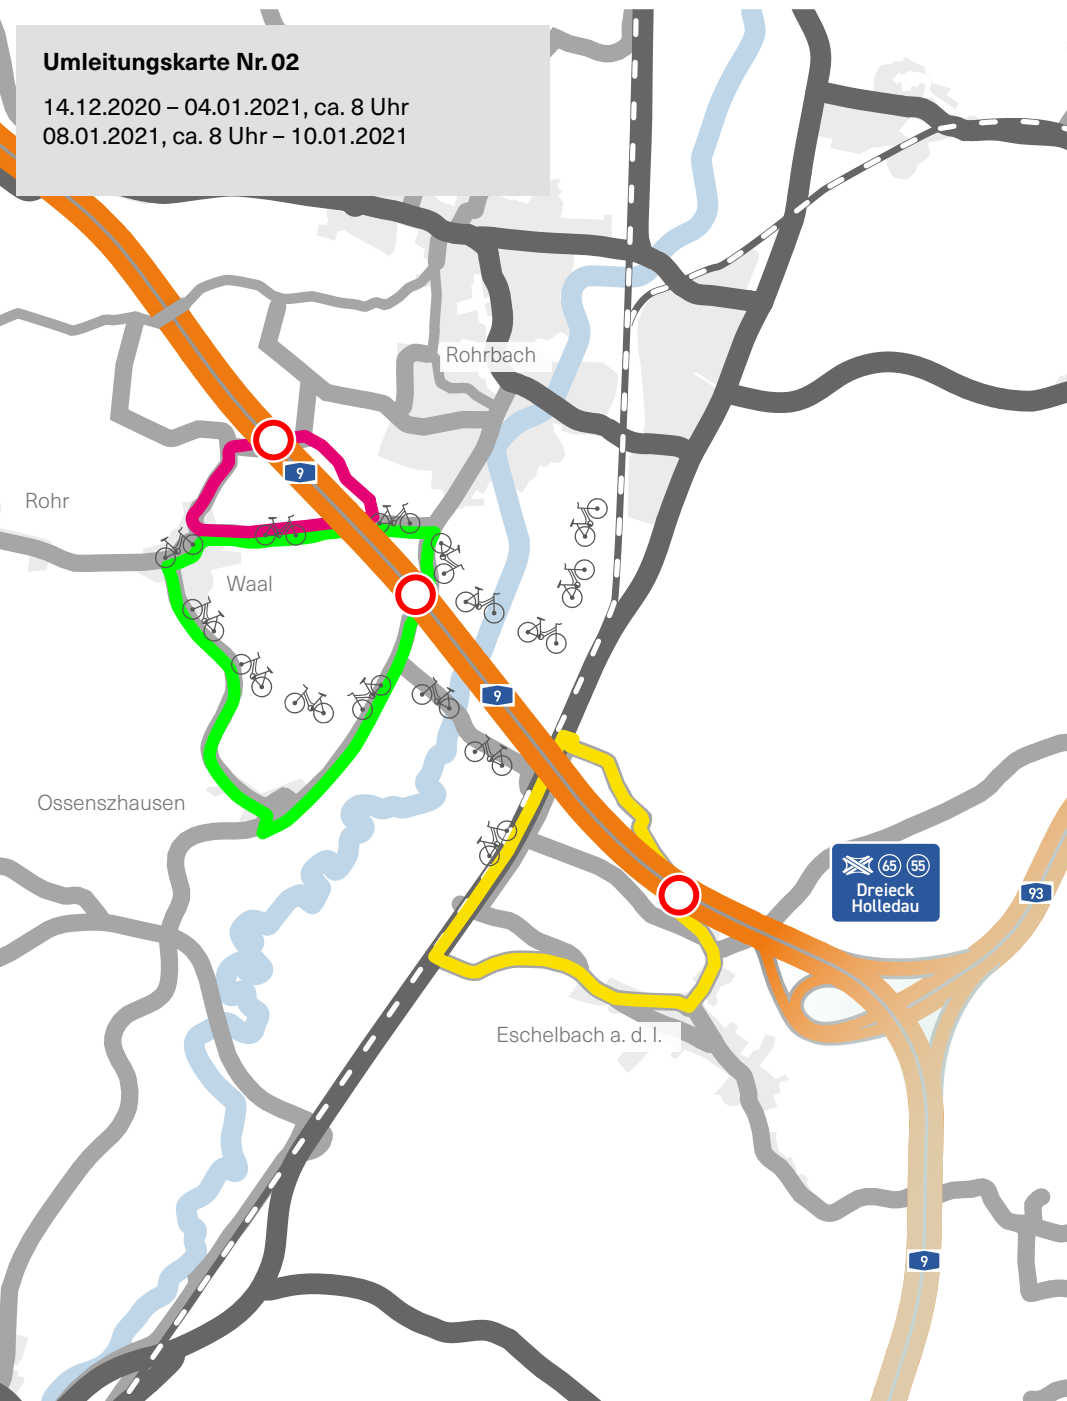 Umleitungskarte Nr. 02
14.12.2020 – 04.01.2021, ca. 8 Uhr
08.01.2021, ca. 8 Uhr – 10.01.2021
Rohrbach
9
Rohr
Waal
9
Ossenszhausen
65 55
Dreieck
Holledau
93
Eschelbach a. d. l.
9